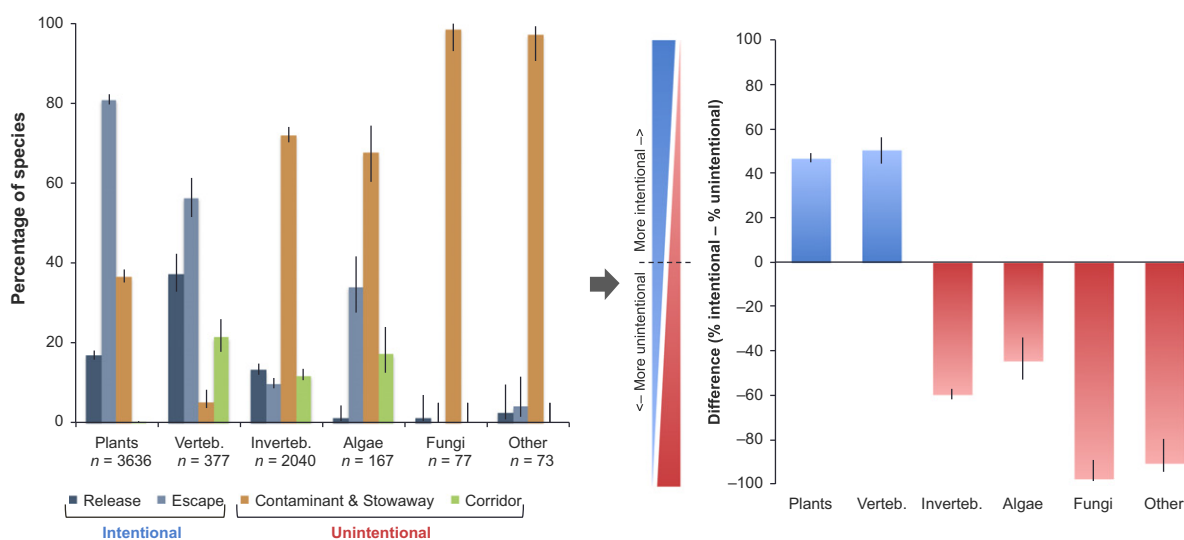 Percentage of species
100
80
60
40
20
0
Plants
n = 3636
Verteb.
n = 377
Inverteb.
n = 2040
Algae
n = 167
Fungi
n = 77
Other
n = 73
Release
Escape
Contaminant & Stowaway
Corridor
Intentional
Unintentional
<– More unintentional
More intentional –>
Difference (% intentional – % unintentional)
100
80
60
40
20
0
–20
–40
–60
–80
–100
Plants
Verteb.
Inverteb.
Algae
Fungi
Other